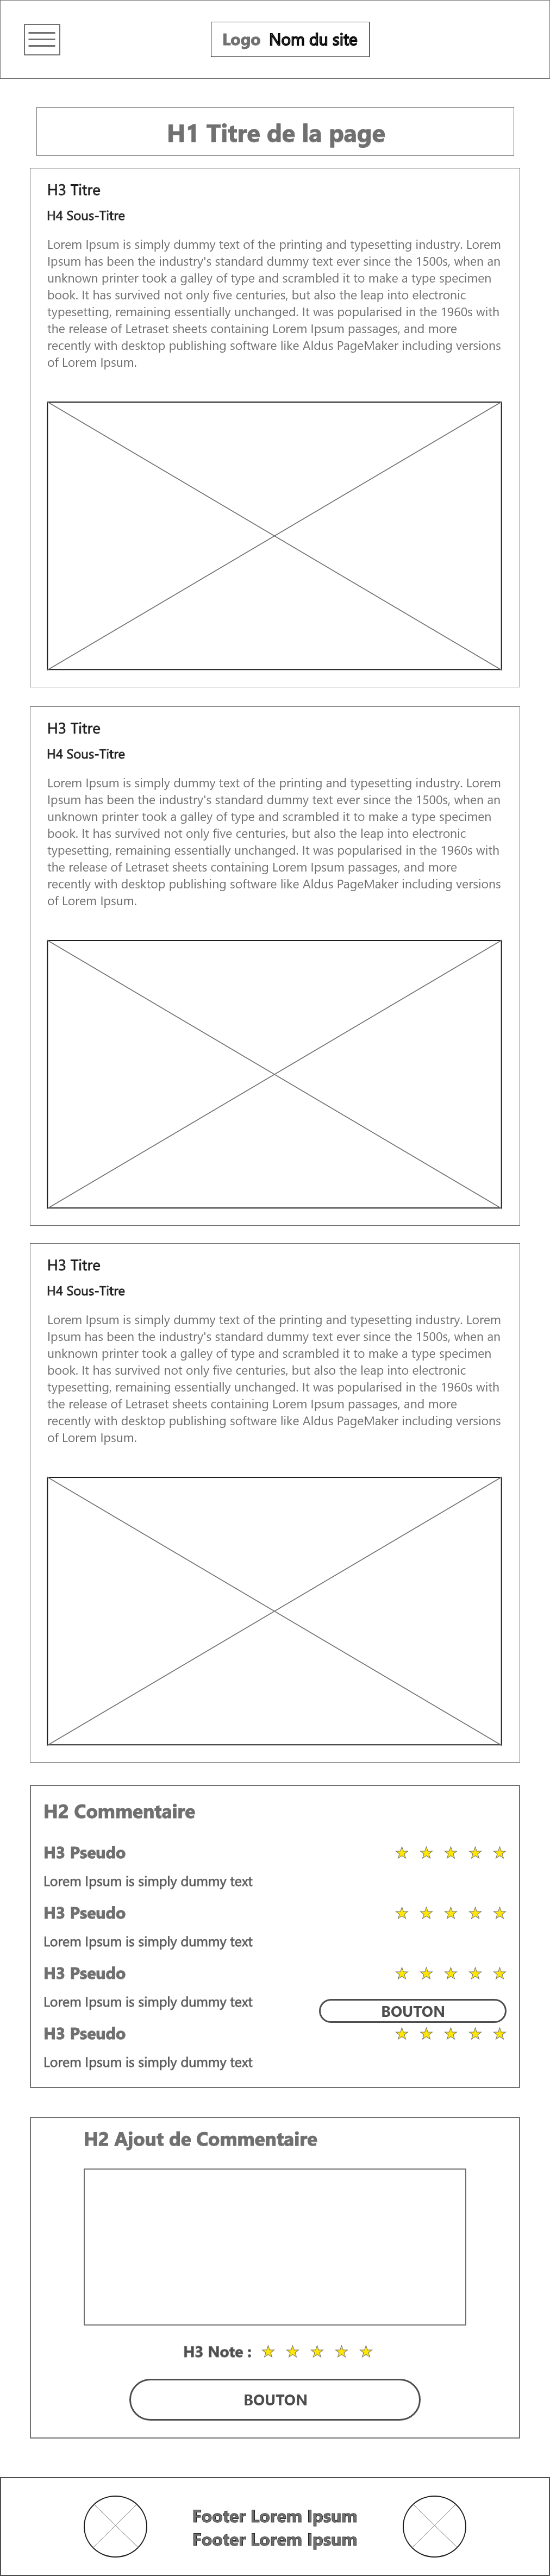 Logo Nom du site
H1 Titre de la page
H3 Titre
H4 Sous-Titre
Lorem Ipsum is simply dummy text of the printing and typesetting industry. Lorem
Ipsum has been the industry's standard dummy text ever since the 1500s, when an
unknown printer took a galley of type and scrambled it to make a type specimen
book. It has survived not only five centuries, but also the leap into electronic
typesetting, remaining essentially unchanged. It was popularised in the 1960s with
the release of Letraset sheets containing Lorem Ipsum passages, and more
recently with desktop publishing software like Aldus PageMaker including versions
of Lorem Ipsum.
H3 Titre
H4 Sous-Titre
Lorem Ipsum is simply dummy text of the printing and typesetting industry. Lorem
Ipsum has been the industry's standard dummy text ever since the 1500s, when an
unknown printer took a galley of type and scrambled it to make a type specimen
book. It has survived not only five centuries, but also the leap into electronic
typesetting, remaining essentially unchanged. It was popularised in the 1960s with
the release of Letraset sheets containing Lorem Ipsum passages, and more
recently with desktop publishing software like Aldus PageMaker including versions
of Lorem Ipsum.
H3 Titre
H4 Sous-Titre
Lorem Ipsum is simply dummy text of the printing and typesetting industry. Lorem
Ipsum has been the industry's standard dummy text ever since the 1500s, when an
unknown printer took a galley of type and scrambled it to make a type specimen
book. It has survived not only five centuries, but also the leap into electronic
typesetting, remaining essentially unchanged. It was popularised in the 1960s with
the release of Letraset sheets containing Lorem Ipsum passages, and more
recently with desktop publishing software like Aldus PageMaker including versions
of Lorem Ipsum.
H2 Commentaire
H3 Pseudo
Lorem Ipsum is simply dummy text
H3 Pseudo
Lorem Ipsum is simply dummy text
H3 Pseudo
Lorem Ipsum is simply dummy text
BOUTON
H3 Pseudo
Lorem Ipsum is simply dummy text
H2 Ajout de Commentaire
H3 Note :
BOUTON
Footer Lorem Ipsum
Footer Lorem Ipsum